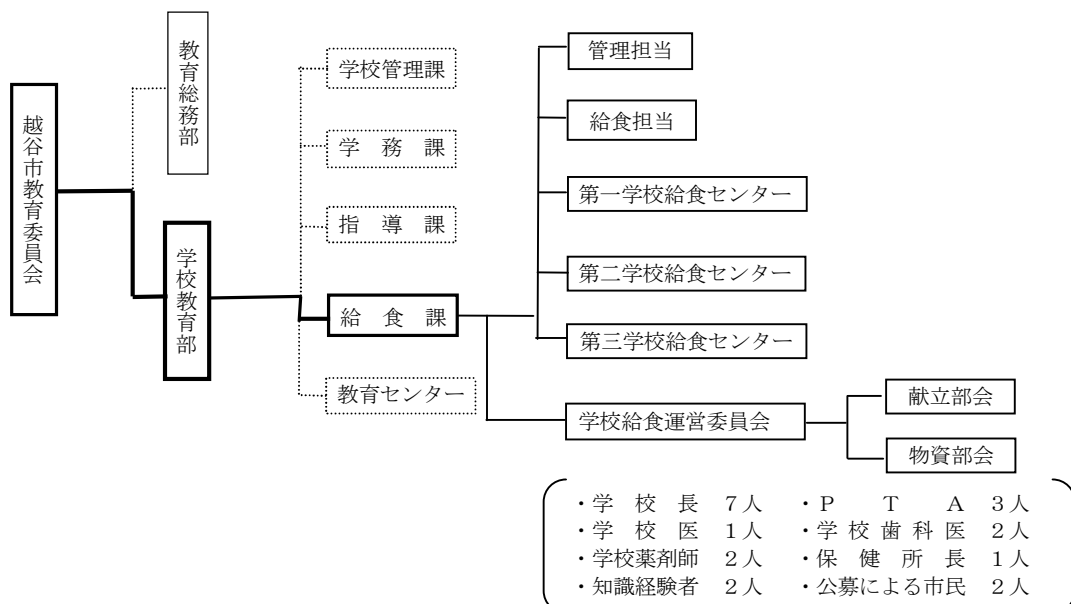 越谷市教育委員会
教育総務部
学校教育部
学校管理課
学　務　課
指　導　課
給　食　課
教育センター
管理担当
給食担当
第一学校給食センター
第二学校給食センター
第三学校給食センター
学校給食運営委員会
献立部会
物資部会
・学　校　長　7人　・Ｐ　Ｔ　Ａ　3人
・学　校　医　1人　・学 校 歯 科 医　2人
・学校薬剤師　2人　・保　健　所　長　1人
・知識経験者　2人　・公募による市民　2人